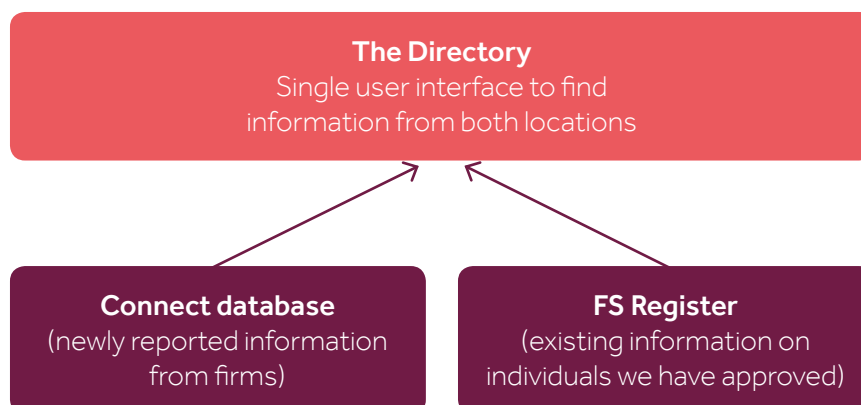 The Directory
Single user interface to find
information from both locations
Connect database
(newly reported information
from firms)
FS Register
(existing information on
individuals we have approved)